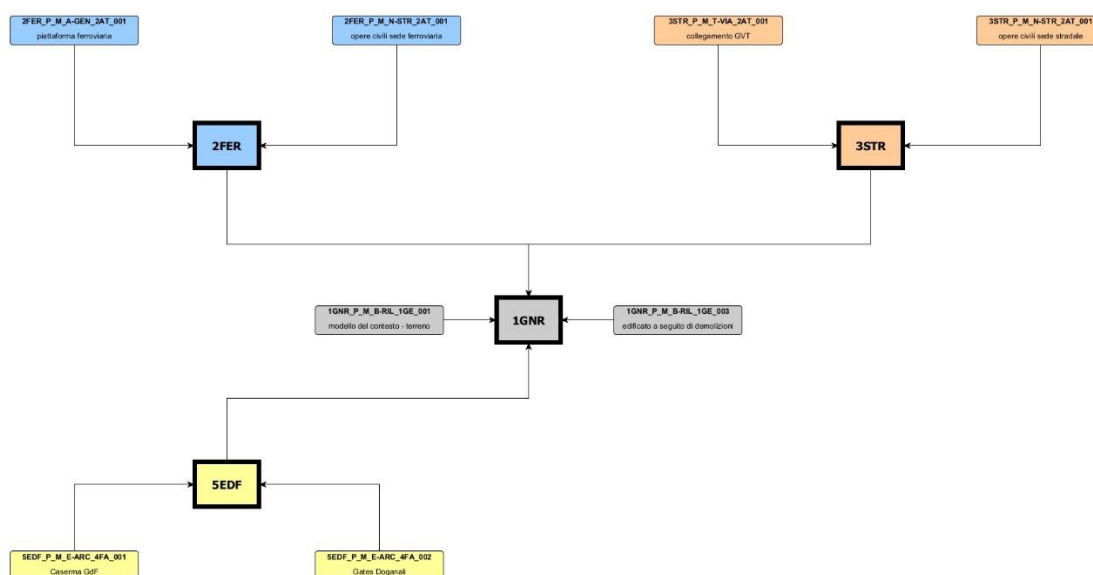 2FER_P_M_A-GEN_2AT_001
piattaforma ferroviaria
2FER_P_M_N-STR_2AT_001
opere civili sede ferroviaria
3STR_P_M_T-VIA_2AT_001
collegamento GVT
3STR_P_M_N-STR_2AT_001
opere civili sede stradale
2FER
3STR
1GNR_P_M_B-RIL_1GE_001
modello del contesto - terreno
1GNR
1GNR_P_M_B-RIL_1GE_003
edificato a seguito di demolizioni
5EDF
5EDF_P_M_E-ARC_4FA_001
Caserma GdF
5EDF_P_M_E-ARC_4FA_002
Gates Doganali